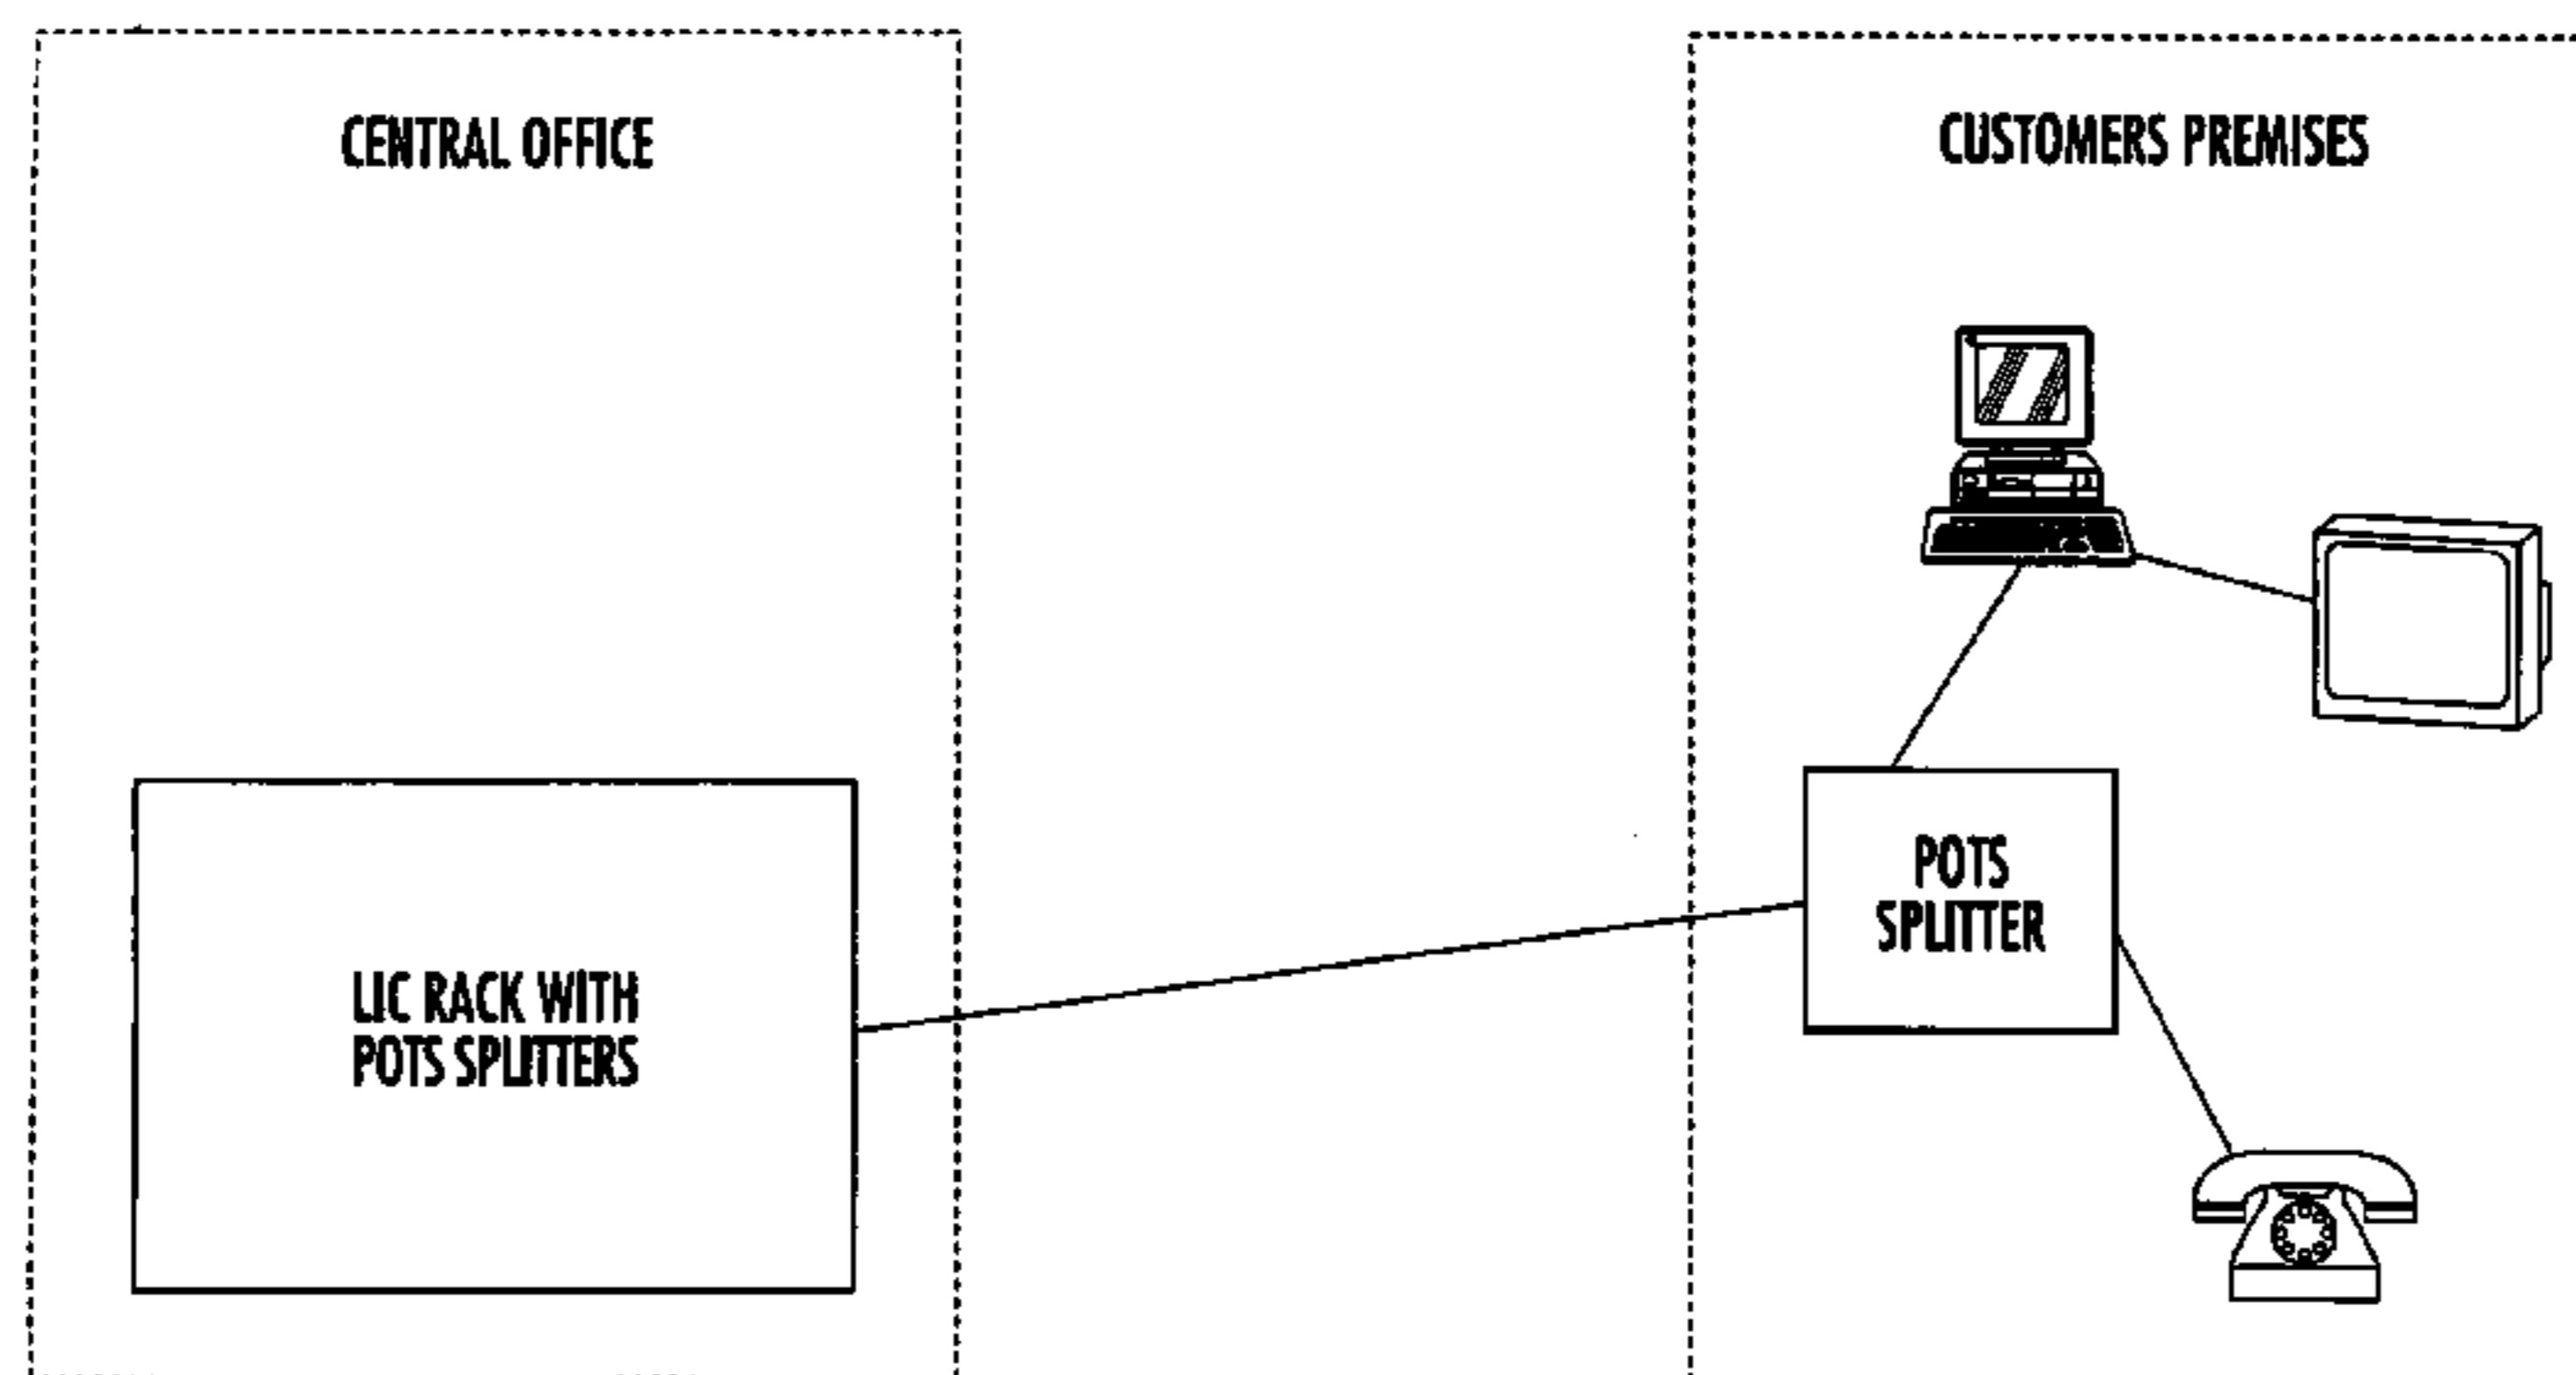 CENTRAL OFFICE
CUSTOMERS PREMISES
POTS
SPLITTER
LIC RACK WITH
POTS SPLITTERS